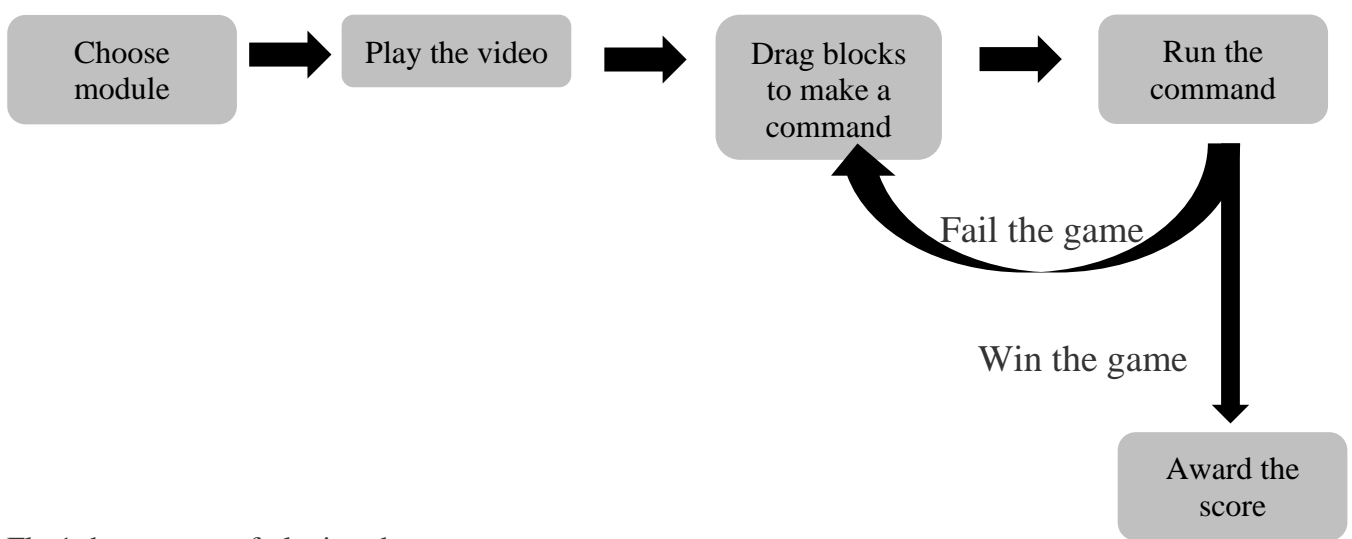 Choose
module
Play the video
Drag blocks
to make a
command
Run the
command
Fail the game
Win the game
Award the
score